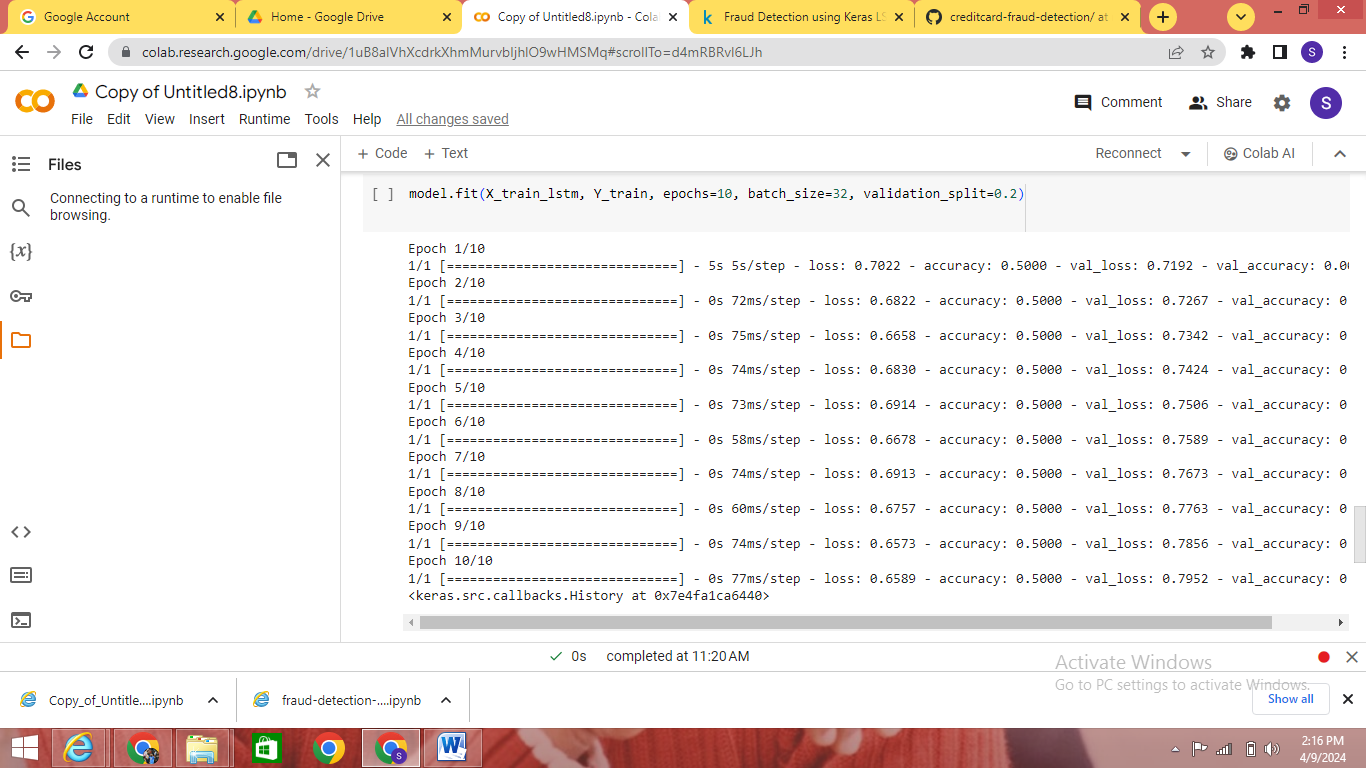 Google Account
Home - Google Drive
Copy of Untitled8.ipynb - Cola
Fraud Detection using Keras LS
creditcard-fraud-detection/ at
colab.research.google.com/drive/1uB8alVhXcdrkXhmMurvbIjhlO9wHMSMq#scrollTo=d4mRBRvl6LJh
S
Copy of Untitled8.ipynb
Comment
Share
S
File Edit View Insert Runtime Tools Help All changes saved
Files
+ Code + Text
Reconnect
Colab AI
Connecting to a runtime to enable file
browsing.
{x}
[ ] model.fit(X_train_lstm, Y_train, epochs=10, batch_size=32, validation_split=0.2)
Epoch 1/10
1/1 [==============================] - 5s 5s/step - loss: 0.7022 - accuracy: 0.5000 - val_loss: 0.7192 - val_accuracy: 0.00
Epoch 2/10
1/1 [==============================] - 0s 72ms/step - loss: 0.6822 - accuracy: 0.5000 - val_loss: 0.7267 - val_accuracy: 0
Epoch 3/10
1/1 [==============================] - 0s 75ms/step - loss: 0.6658 - accuracy: 0.5000 - val_loss: 0.7342 - val_accuracy: 0
Epoch 4/10
1/1 [==============================] - 0s 74ms/step - loss: 0.6830 - accuracy: 0.5000 - val_loss: 0.7424 - val_accuracy: 0
Epoch 5/10
1/1 [==============================] - 0s 73ms/step - loss: 0.6914 - accuracy: 0.5000 - val_loss: 0.7506 - val_accuracy: 0
Epoch 6/10
1/1 [==============================] - 0s 58ms/step - loss: 0.6678 - accuracy: 0.5000 - val_loss: 0.7589 - val_accuracy: 0
Epoch 7/10
1/1 [==============================] - 0s 74ms/step - loss: 0.6913 - accuracy: 0.5000 - val_loss: 0.7673 - val_accuracy: 0
Epoch 8/10
1/1 [==============================] - 0s 60ms/step - loss: 0.6757 - accuracy: 0.5000 - val_loss: 0.7763 - val_accuracy: 0
Epoch 9/10
1/1 [==============================] - 0s 74ms/step - loss: 0.6573 - accuracy: 0.5000 - val_loss: 0.7856 - val_accuracy: 0
Epoch 10/10
1/1 [==============================] - 0s 77ms/step - loss: 0.6589 - accuracy: 0.5000 - val_loss: 0.7952 - val_accuracy: 0
<keras.src.callbacks.History at 0x7e4fa1ca6440>
0s completed at 11:20 AM
Activate Windows
Go to PC settings to activate Windows.
Copy_of_Untitle....ipynb
fraud-detection-....ipynb
Show all
2:16 PM
4/9/2024